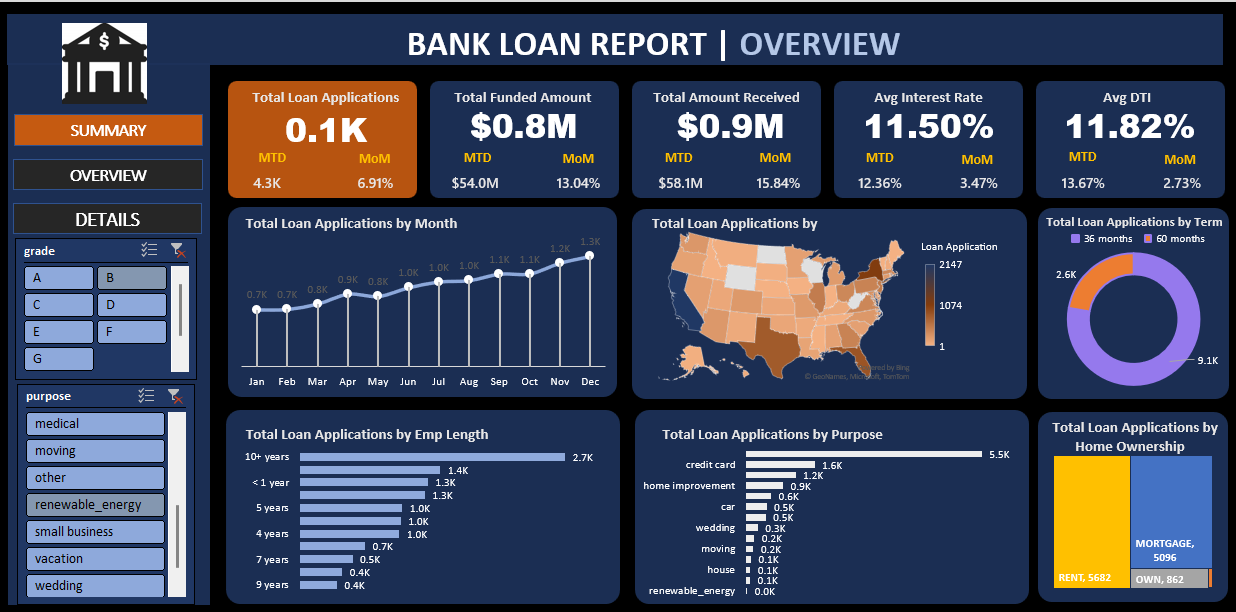 BANK LOAN REPORT | OVERVIEW
$
SUMMARY
OVERVIEW
DETAILS
grade
A B
C D
E F
G
purpose
medical
moving
other
renewable_energy
small business
vacation
wedding
Total Loan Applications
0.1K
MTD MoM
4.3K 6.91%
Total Funded Amount
$0.8M
MTD MoM
$54.0M 13.04%
Total Amount Received
$0.9M
MTD MoM
$58.1M 15.84%
Avg Interest Rate
11.50%
MTD MoM
12.36% 3.47%
Avg DTI
11.82%
MTD MoM
13.67% 2.73%
Total Loan Applications by Month
0.7K 0.7K 0.8K 0.9K 0.8K 1.0K 1.0K 1.0K 1.1K 1.1K 1.2K 1.3K
Jan Feb Mar Apr May Jun Jul Aug Sep Oct Nov Dec
Total Loan Applications by
Loan Application
2147
1074
1
Powered by Bing
© GeoNames, Microsoft, TomTom
Total Loan Applications by Term
36 months 60 months
2.6K
9.1K
Total Loan Applications by Emp Length
10+ years 2.7K
1.4K
< 1 year 1.3K
1.3K
5 years 1.0K
1.0K
4 years 1.0K
0.7K
7 years 0.5K
0.4K
9 years 0.4K
Total Loan Applications by Purpose
5.5K
credit card 1.6K
1.2K
home improvement 0.9K
0.6K
car 0.5K
0.5K
wedding 0.3K
0.2K
moving 0.2K
0.1K
house 0.1K
0.1K
renewable_energy 0.0K
Total Loan Applications by
Home Ownership
MORTGAGE,
5096
RENT, 5682
OWN, 862